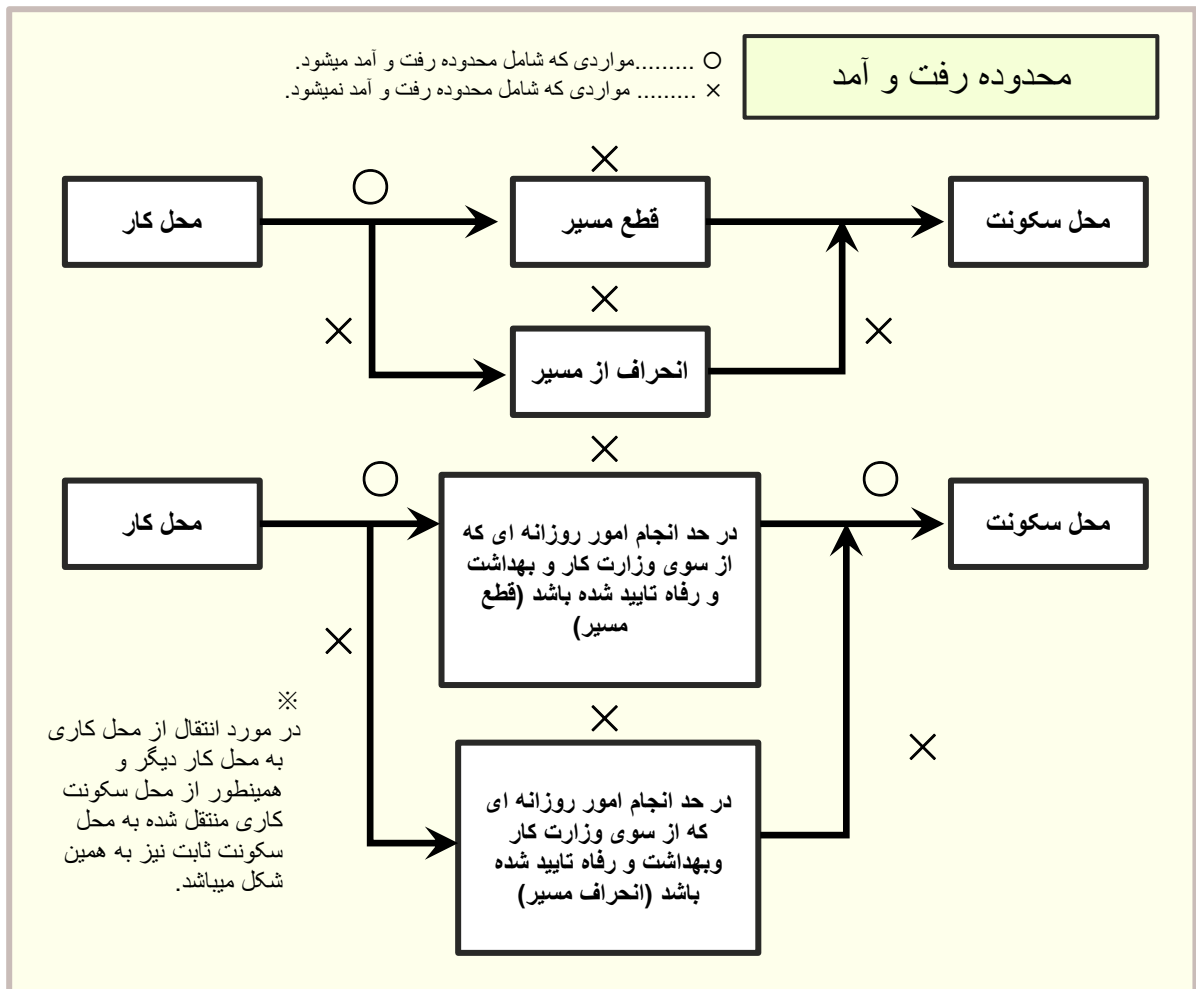 محدوده رفت و آمد
○ .........مواردی که شامل محدوده رفت و آمد میشود.
× ......... مواردی که شامل محدوده رفت و آمد نمیشود.
×
○
محل کار
قطع مسیر
محل سکونت
×
×
×
انحراف از مسیر
×
○
○
محل کار
در حد انجام امور روزانه ای که
از سوی وزارت کار و بهداشت
و رفاه تایید شده باشد (قطع
مسیر)
محل سکونت
×
×
×
※
در مورد انتقال از محل کاری
به محل کار دیگر و
همینطور از محل سکونت
کاری منتقل شده به محل
سکونت ثابت نیز به همین
شکل میباشد.
در حد انجام امور روزانه ای
که از سوی وزارت کار
وبهداشت و رفاه تایید شده
باشد (انحراف مسیر)